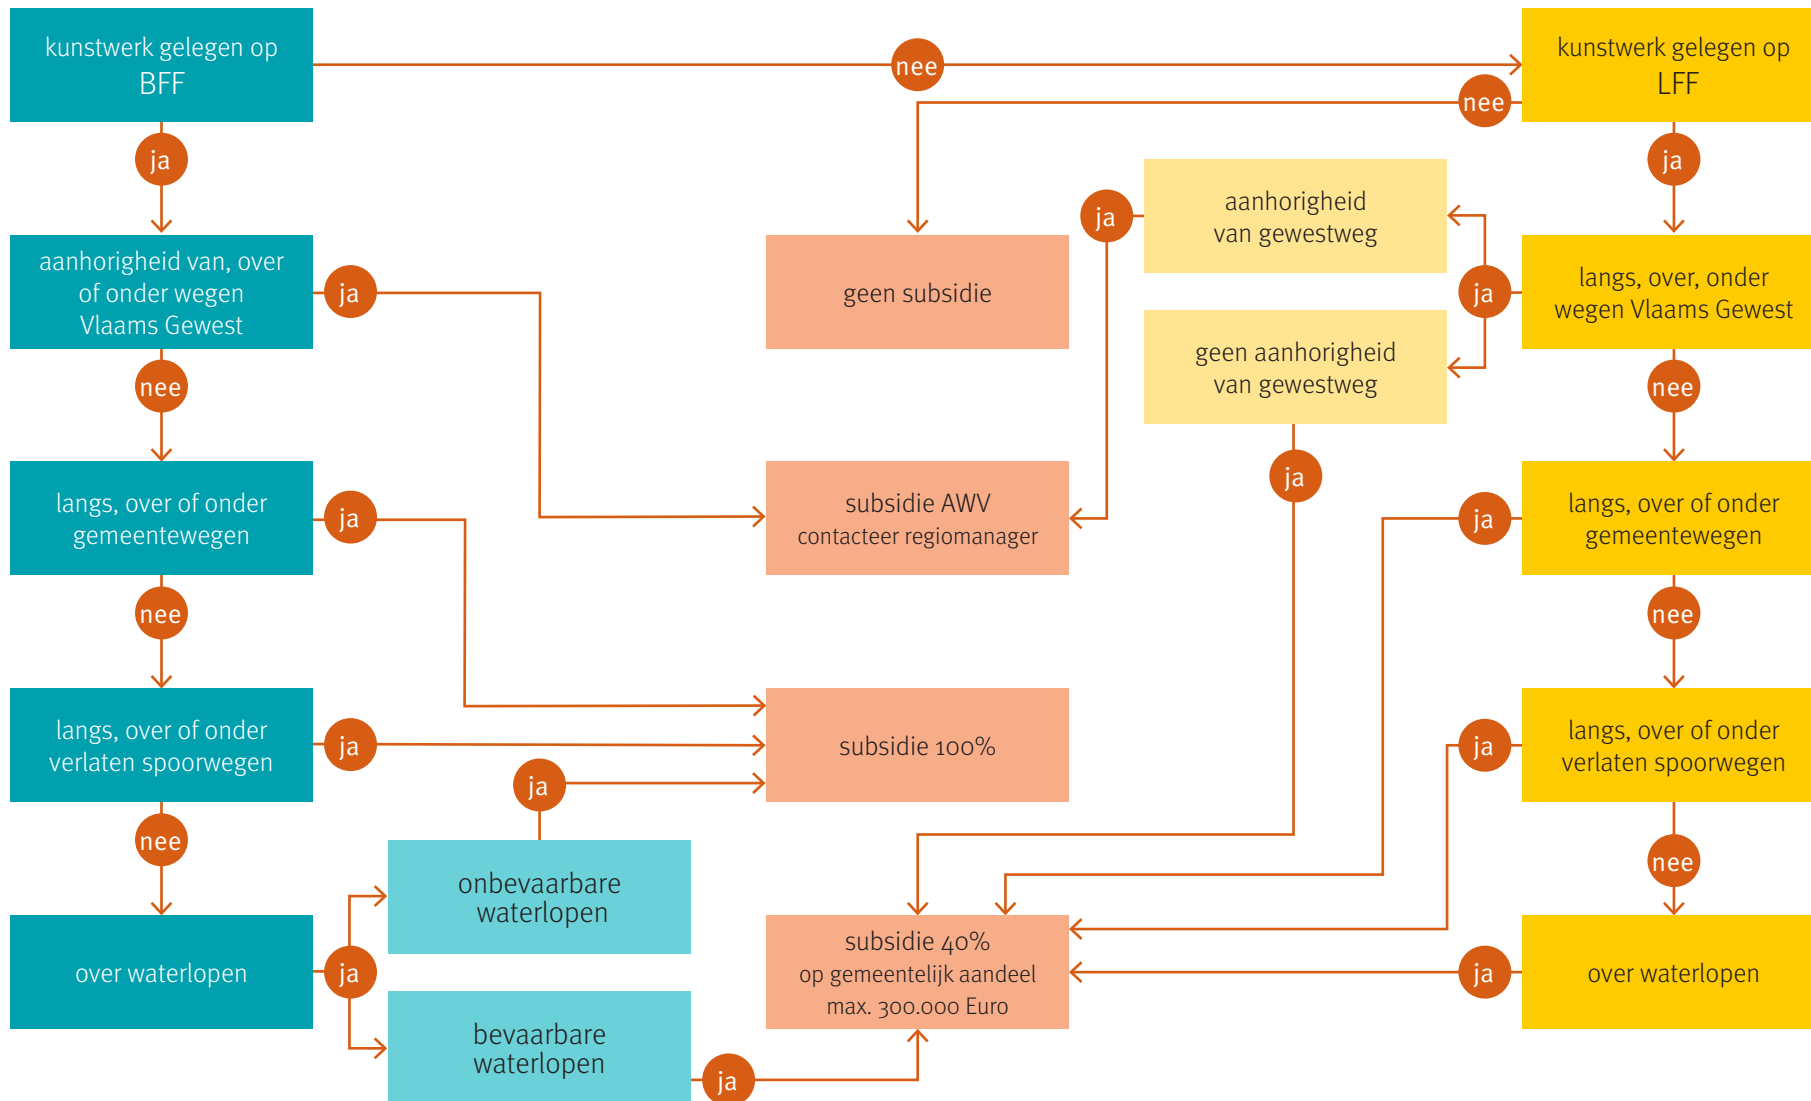 kunstwerk gelegen op
BFF
nee
kunstwerk gelegen op
LFF
nee
ja
ja
aanhorigheid
van gewestweg
ja
aanhorigheid van, over
of onder wegen
Vlaams Gewest
ja
geen subsidie
langs, over, onder
wegen Vlaams Gewest
ja
geen aanhorigheid
van gewestweg
nee
nee
ja
langs, over of onder
gemeentewegen
ja
subsidie AWV
contacteer regiomanager
ja
langs, over of onder
gemeentewegen
nee
nee
langs, over of onder
verlaten spoorwegen
ja
subsidie 100%
ja
langs, over of onder
verlaten spoorwegen
ja
nee
nee
onbevaarbare
waterlopen
over waterlopen
ja
subsidie 40%
op gemeentelijk aandeel
max. 300.000 Euro
ja
over waterlopen
bevaarbare
waterlopen
ja